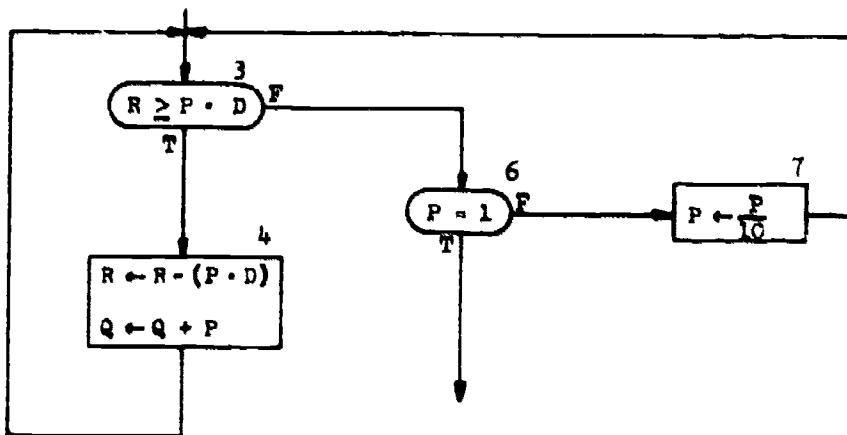 3
R ≥ P · D
F
T
6
P = 1
F
T
7
P ← P/10
4
R ← R - (P · D)
Q ← Q + P